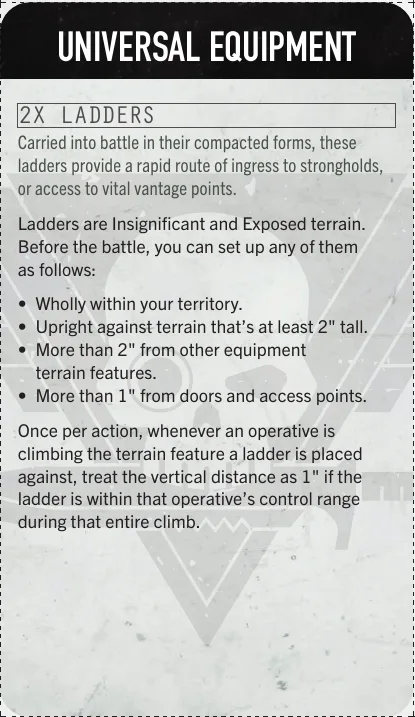 UNIVERSAL EQUIPMENT
2X LADDERS
Carried into battle in their compacted forms, these
ladders provide a rapid route of ingress to strongholds,
or access to vital vantage points.
Ladders are Insignificant and Exposed terrain.
Before the battle, you can set up any of them
as follows:
• Wholly within your territory.
• Upright against terrain that's at least 2" tall.
• More than 2" from other equipment
terrain features.
• More than 1" from doors and access points.
Once per action, whenever an operative is
climbing the terrain feature a ladder is placed
against, treat the vertical distance as 1" if the
ladder is within that operative's control range
during that entire climb.